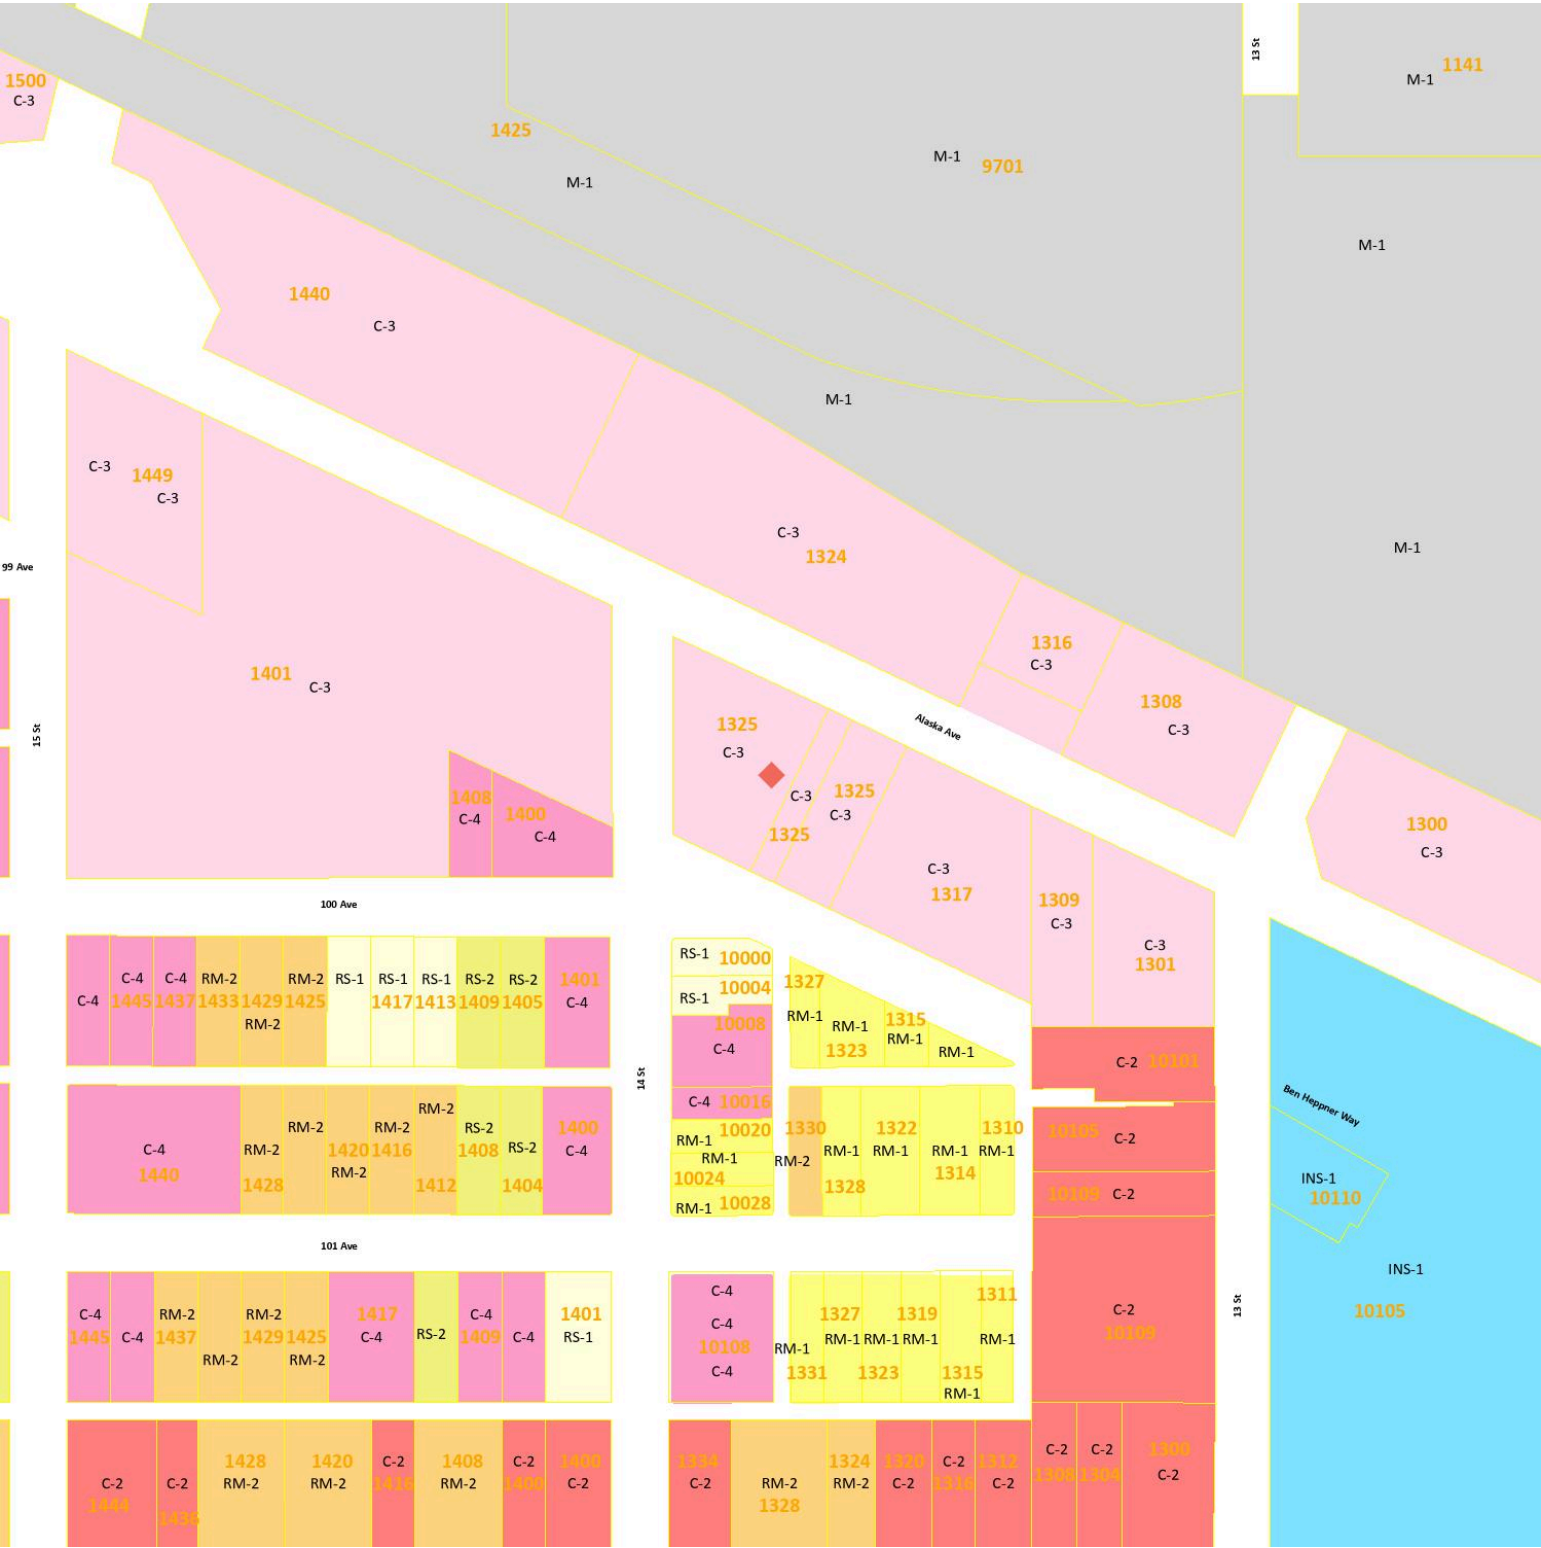 13 St
1141
M-1
1500
C-3
1425
M-1
M-1
9701
M-1
1440
C-3
M-1
C-3
1449
C-3
C-3
1324
M-1
99 Ave
1316
C-3
1401
C-3
1308
C-3
15 St
1325
C-3
Alaska Ave
1408
C-4
1400
C-4
C-3
1325
C-3
1325
1300
C-3
C-3
1317
1309
C-3
C-3
1301
100 Ave
C-4
C-4
1445
C-4
1437
RM-2
1433
1429
RM-2
RM-2
1425
RS-1
RS-1
1417
RS-1
1413
RS-2
1409
RS-2
1405
1401
C-4
RS-1 10000
RS-1 10004
10008
C-4
1327
RM-1
RM-1
1323
1315
RM-1
RM-1
C-2 10101
14 St
C-4
1440
RM-2
1428
RM-2
1420
RM-2
RM-2
1416
RM-2
1412
RS-2
1408
RS-2
1404
1400
C-4
C-4 10016
RM-1 10020
RM-1
10024
RM-1 10028
1330
RM-2
RM-1
1328
1322
RM-1
RM-1
1314
1310
RM-1
10105 C-2
10109 C-2
Ben Heppner Way
INS-1
10110
101 Ave
INS-1
10105
C-4
1445
C-4
RM-2
1437
RM-2
RM-2
1429
1425
RM-2
1417
C-4
RS-2
C-4
1409
C-4
1401
RS-1
C-4
C-4
10108
C-4
RM-1
1331
1327
RM-1
RM-1
1323
1319
RM-1
1315
RM-1
1311
RM-1
C-2
10109
13 St
C-2
1444
C-2
1436
1428
RM-2
1420
RM-2
C-2
1416
1408
RM-2
C-2
1400
1400
C-2
1334
C-2
RM-2
1328
1324
RM-2
1320
C-2
C-2
1316
1312
C-2
C-2
1308
C-2
1304
1300
C-2